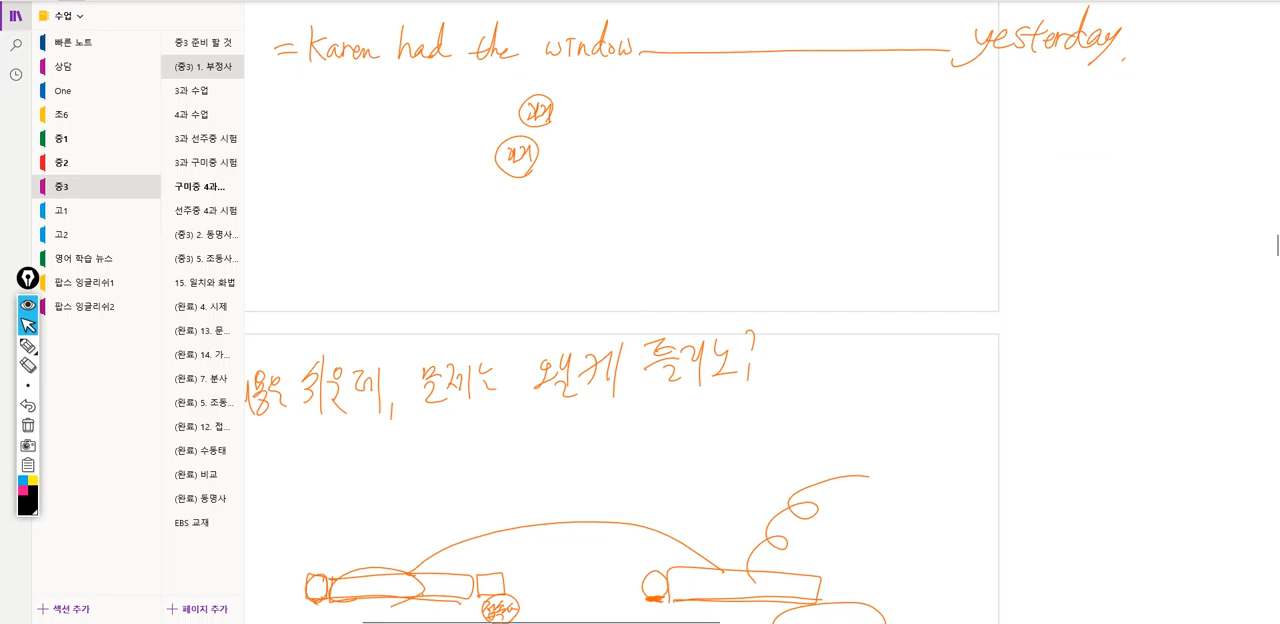 수업
빠른 노트
상담
One
초6
중1
중2
중3
고1
고2
영어 학습 뉴스
팝스 잉글리쉬1
팝스 잉글리쉬2
+ 섹션 추가
중3 준비 할 것
(중3) 1. 부정사
3과 수업
4과 수업
3과 선주중 시험
3과 구미중 시험
구미중 4과...
선주중 4과 시험
(중3) 2. 동명사...
(중3) 5. 조동사...
15. 일치와 화법
(완료) 4. 시제
(완료) 13. 문...
(완료) 14. 가...
(완료) 7. 분사
(완료) 5. 조동...
(완료) 12. 접...
(완료) 수동태
(완료) 비교
(완료) 동명사
EBS 교재
+ 페이지 추가
= Karen had the window yesterday.
쉬운데, 문제는 왤케 틀리노?